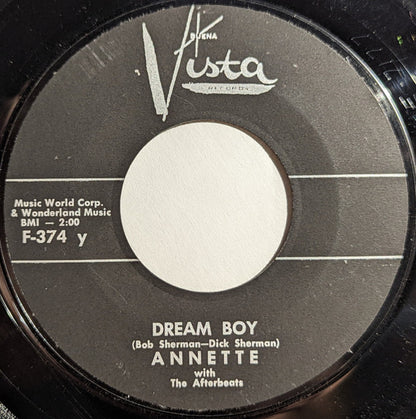 BUENA
Vista
RECORDS
Music World Corp.
& Wonderland Music
BMI — 2:00
F-374 y
DREAM BOY
(Bob Sherman—Dick Sherman)
ANNETTE
with
The Afterbeats